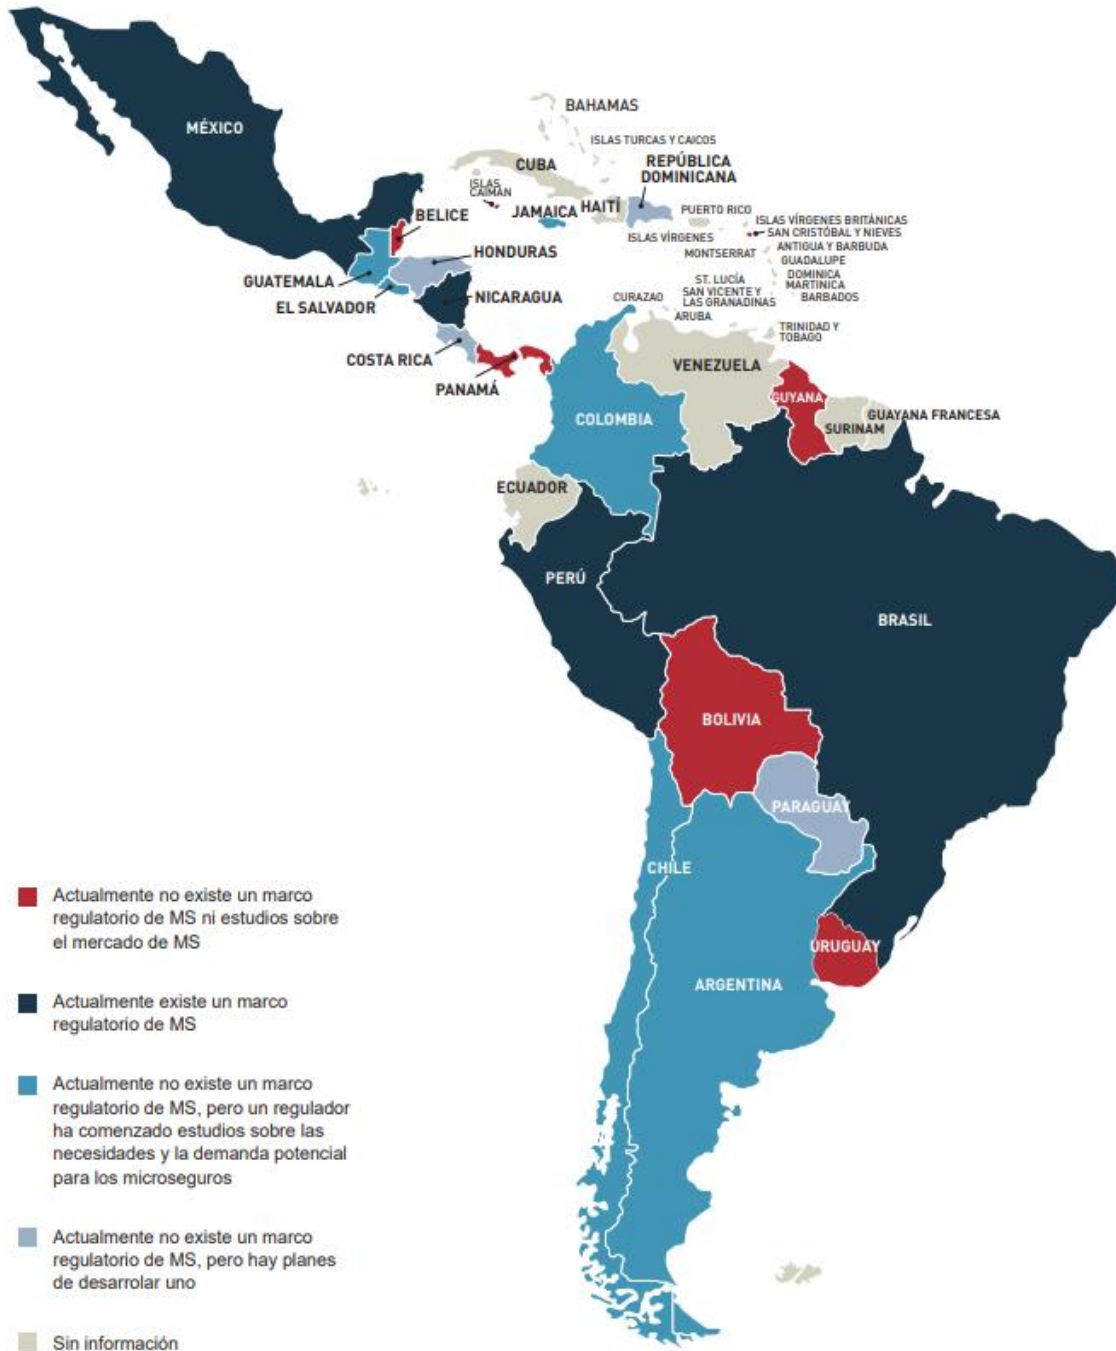 MÉXICO
BAHAMAS
ISLAS TURCAS Y CAICOS
CUBA
REPÚBLICA
DOMINICANA
ISLAS
CAIMÁN
JAMAICA
HAITÍ
PUERTO RICO
BELICE
ISLAS VÍRGENES BRITÁNICAS
SAN CRISTÓBAL Y NIEVES
ISLAS VÍRGENES
ANTIGUA Y BARBUDA
MONTSERRAT
HONDURAS
GUADALUPE
DOMINICA
GUATEMALA
ST. LUCÍA
MARTINICA
SAN VICENTE Y
LAS GRANADINAS
BARBADOS
EL SALVADOR
NICARAGUA
CURAZAO
ARUBA
TRINIDAD Y
TOBAGO
COSTA RICA
VENEZUELA
PANAMÁ
GUYANA
COLOMBIA
GUAYANA FRANCESA
SURINAM
ECUADOR
PERÚ
BRASIL
BOLIVIA
PARAGUAY
CHILE
URUGUAY
ARGENTINA
Actualmente no existe un marco
regulatorio de MS ni estudios sobre
el mercado de MS
Actualmente existe un marco
regulatorio de MS
Actualmente no existe un marco
regulatorio de MS, pero un regulador
ha comenzado estudios sobre las
necesidades y la demanda potencial
para los microseguros
Actualmente no existe un marco
regulatorio de MS, pero hay planes
de desarrolar uno
Sin información